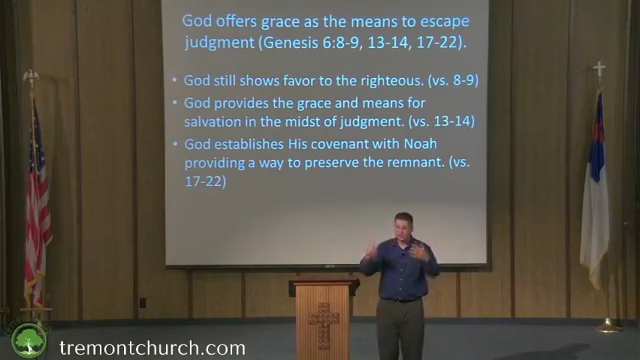 God offers grace as the means to escape
judgment (Genesis 6:8-9, 13-14, 17-22).
• God still shows favor to the righteous. (vs. 8-9)
• God provides the grace and means for
salvation in the midst of judgment. (vs. 13-14)
• God establishes His covenant with Noah
providing a way to preserve the remnant. (vs.
17-22)
tremontchurch.com